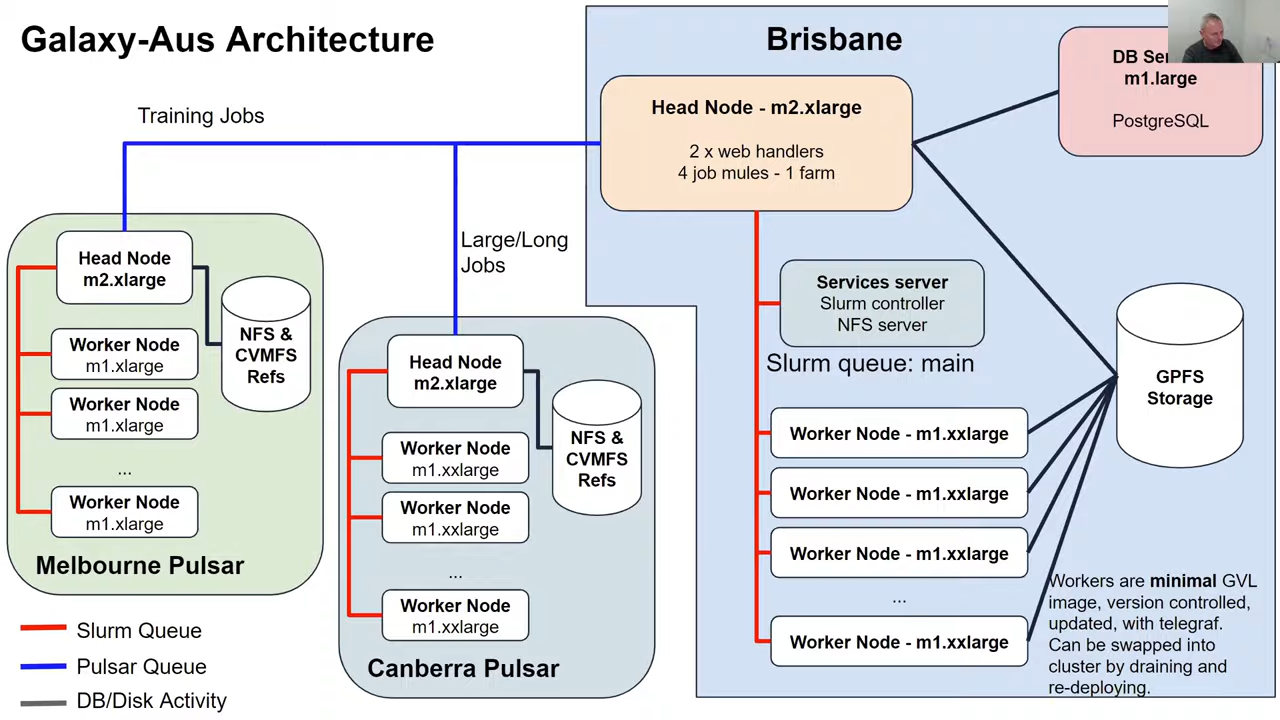 Galaxy-Aus Architecture
Brisbane
Training Jobs
Large/Long
Jobs
Head Node - m2.xlarge
2 x web handlers
4 job mules - 1 farm
DB Se
m1.large
PostgreSQL
Services server
Slurm controller
NFS server
Slurm queue: main
Worker Node - m1.xxlarge
Worker Node - m1.xxlarge
Worker Node - m1.xxlarge
...
Worker Node - m1.xxlarge
GPFS
Storage
Workers are minimal GVL
image, version controlled,
updated, with telegraf.
Can be swapped into
cluster by draining and
re-deploying.
Head Node
m2.xlarge
Worker Node
m1.xlarge
Worker Node
m1.xlarge
...
Worker Node
m1.xlarge
NFS &
CVMFS
Refs
Melbourne Pulsar
Head Node
m2.xlarge
Worker Node
m1.xxlarge
Worker Node
m1.xxlarge
...
Worker Node
m1.xxlarge
NFS &
CVMFS
Refs
Canberra Pulsar
Slurm Queue
Pulsar Queue
DB/Disk Activity